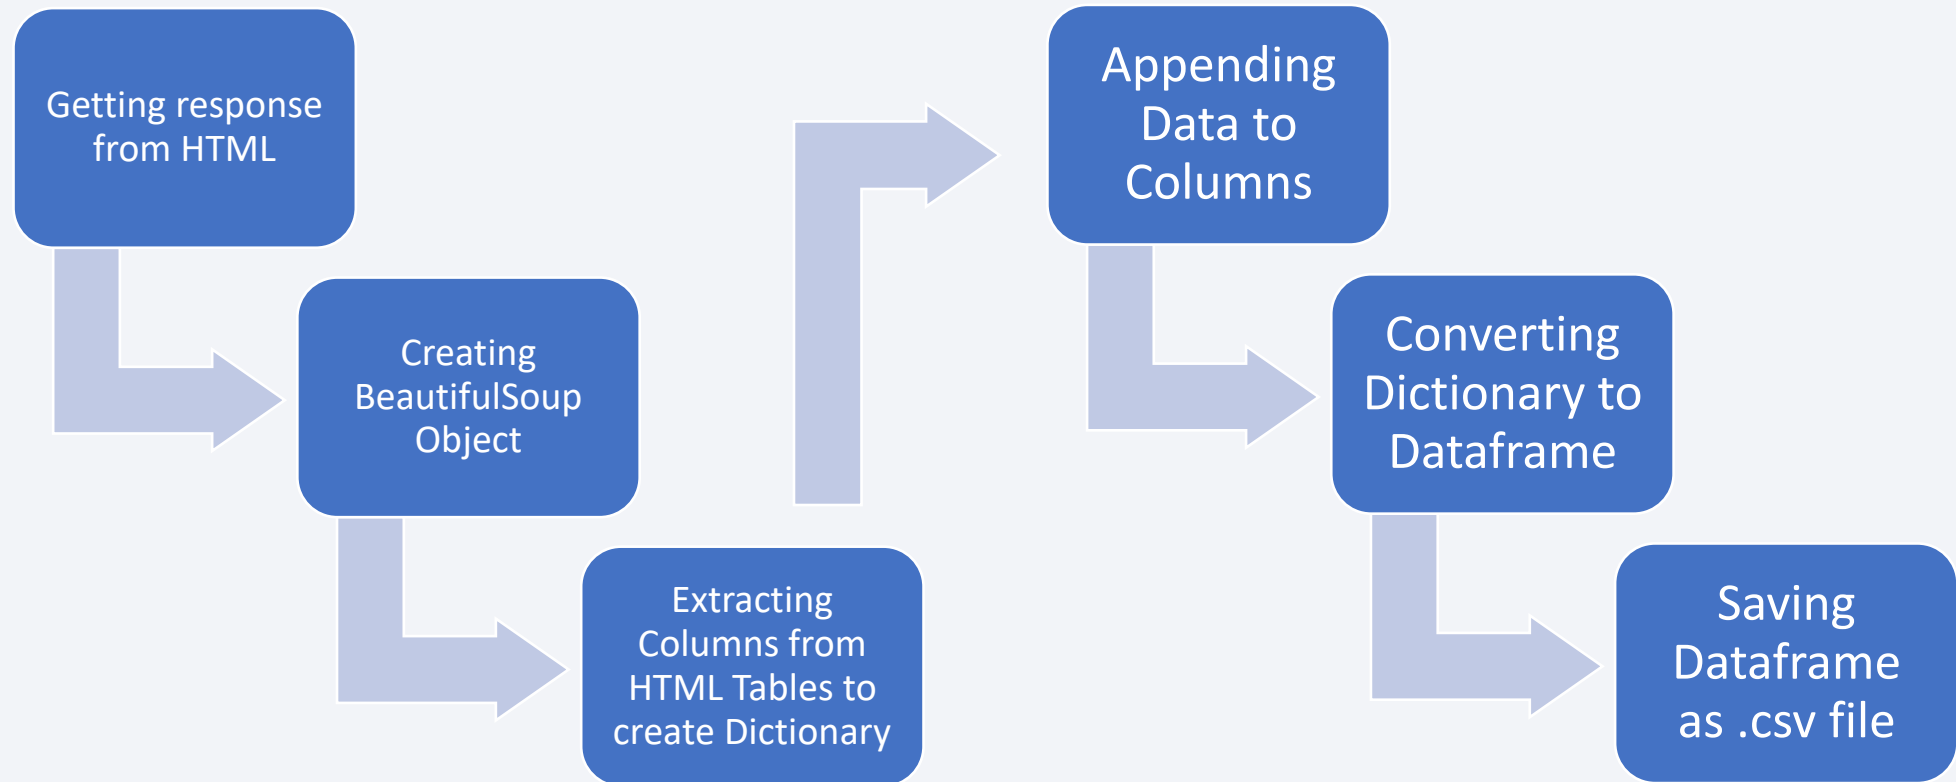 Getting response
from HTML
Creating
BeautifulSoup
Object
Extracting
Columns from
HTML Tables to
create Dictionary
Appending
Data to
Columns
Converting
Dictionary to
Dataframe
Saving
Dataframe
as .csv file